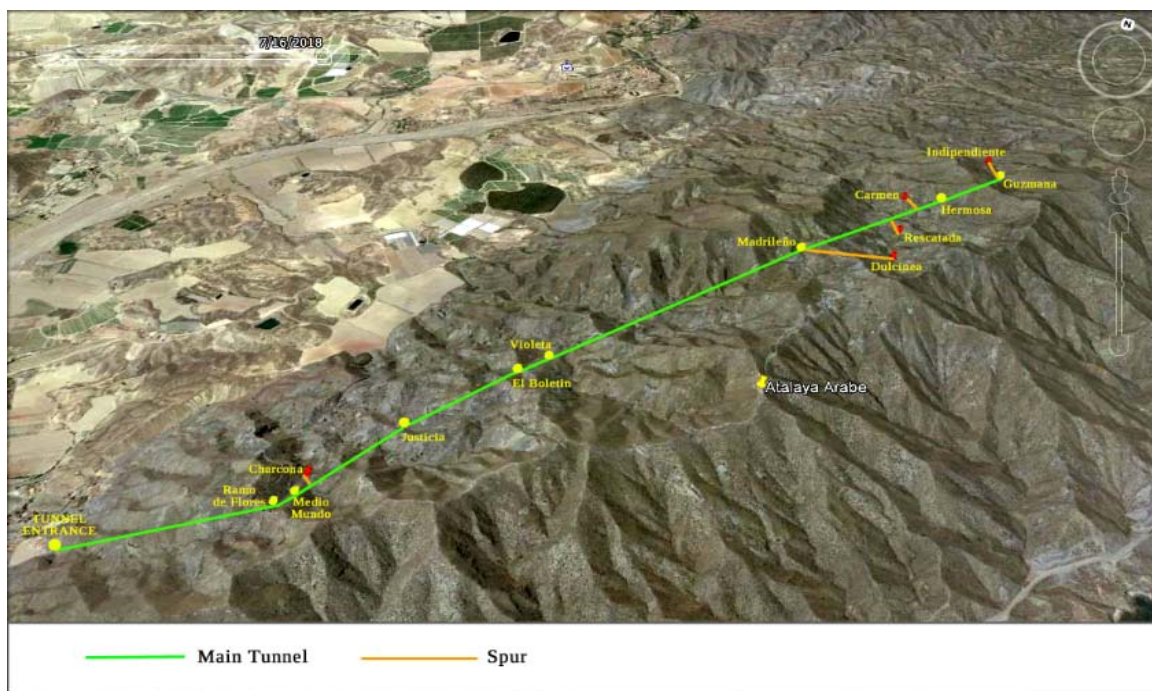 7/16/2018
N
Indipendiente
Guzmana
Carmen
Hermosa
Rescatada
Madrileño
Dulcinea
Violeta
El Boletin
Atalaya Arabe
Justicia
Charcona
Ramo
de Flores
Medio
Mundo
TUNNEL
ENTRANCE
Main Tunnel
Spur